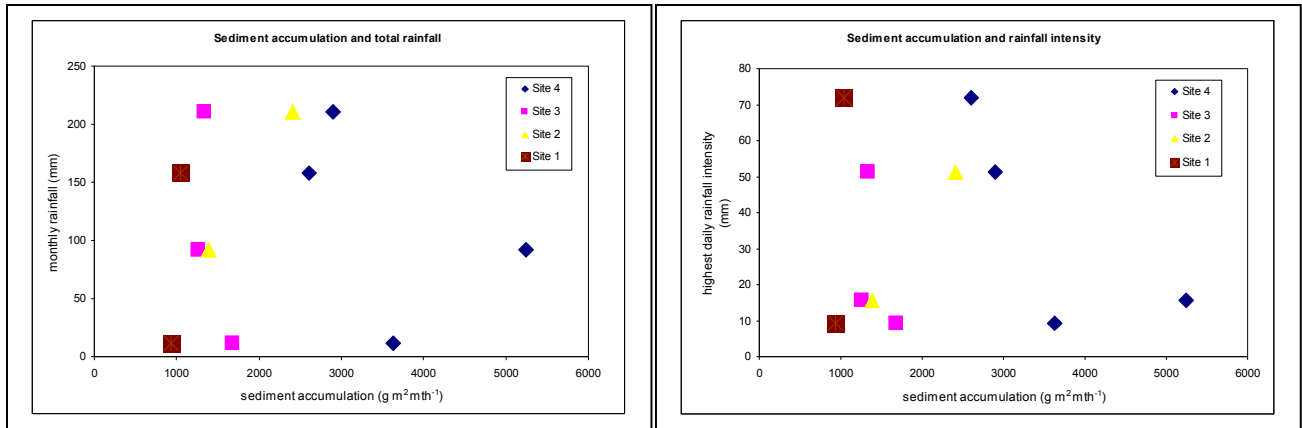 Sediment accumulation and total rainfall
250
200
150
100
50
0
monthly rainfall (mm)
0 1000 2000 3000 4000 5000 6000
sediment accumulation (g m²mth⁻¹)
Site 4
Site 3
Site 2
Site 1
Sediment accumulation and rainfall intensity
80
70
60
50
40
30
20
10
0
highest daily rainfall intensity
(mm)
0 1000 2000 3000 4000 5000 6000
sediment accumulation (g m²mth⁻¹)
Site 4
Site 3
Site 2
Site 1